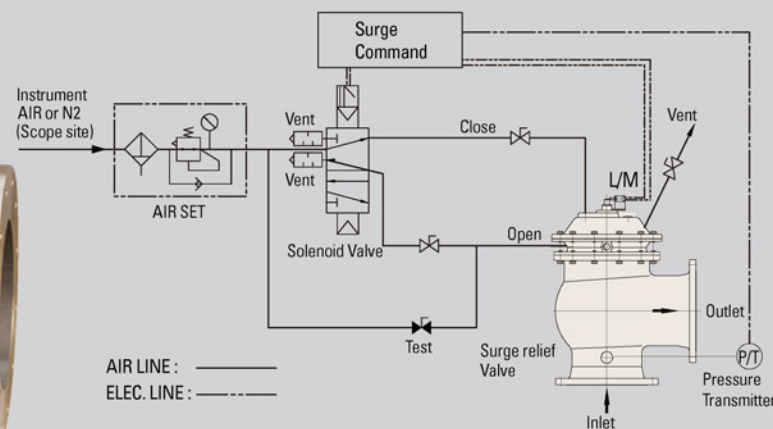 Surge
Command
Instrument
AIR or N2
(Scope site)
Vent
Vent
Close
Vent
L/M
AIR SET
Solenoid Valve
Open
Outlet
Test
Surge relief
Valve
P/T
Pressure
Transmitter
AIR LINE :
ELEC. LINE :
Inlet